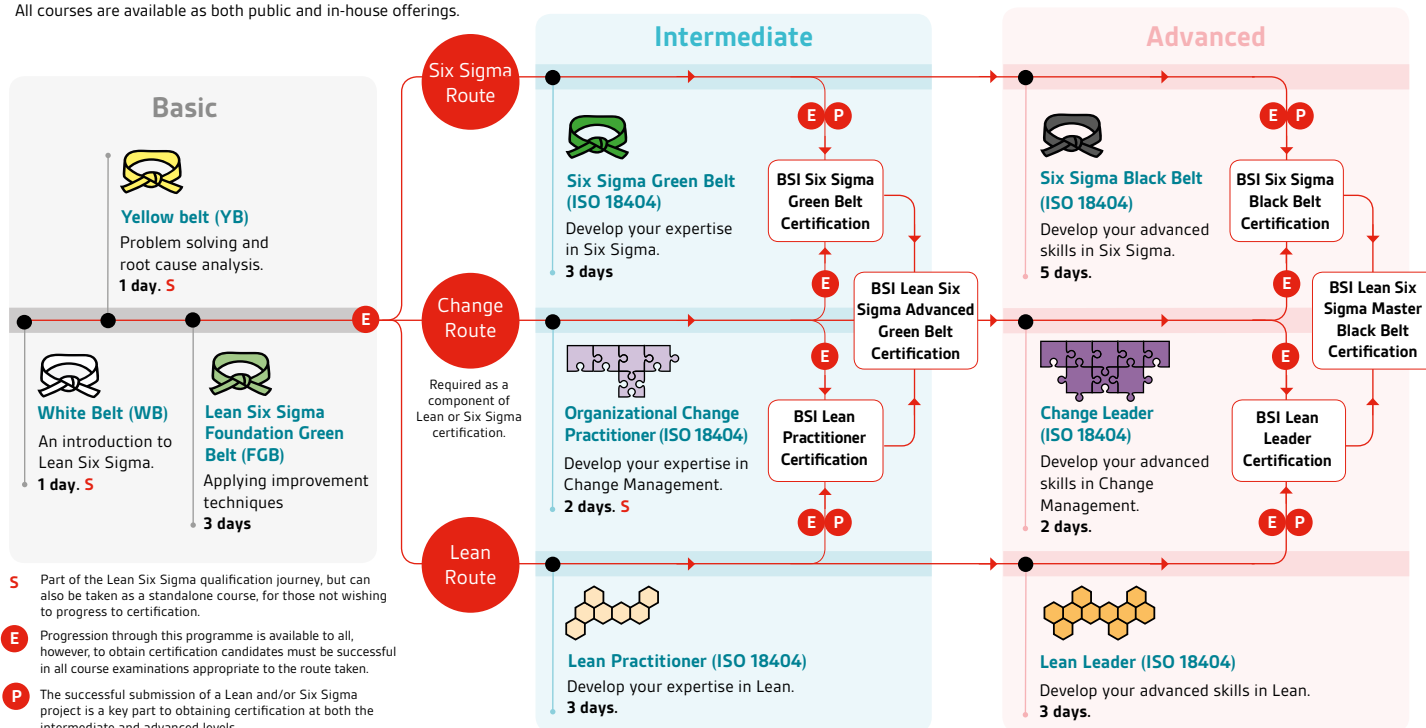 All courses are available as both public and in-house offerings.
Basic
Yellow belt (YB)
Problem solving and
root cause analysis.
1 day. S
E
White Belt (WB)
An introduction to
Lean Six Sigma.
1 day. S
Lean Six Sigma
Foundation Green
Belt (FGB)
Applying improvement
techniques
3 days
S Part of the Lean Six Sigma qualification journey, but can
also be taken as a standalone course, for those not wishing
to progress to certification.
E Progression through this programme is available to all,
however, to obtain certification candidates must be successful
in all course examinations appropriate to the route taken.
P The successful submission of a Lean and/or Six Sigma
project is a key part to obtaining certification at both the
intermediate and advanced levels
Six Sigma
Route
Change
Route
Required as a
component of
Lean or Six Sigma
certification.
Lean
Route
Intermediate
Six Sigma Green Belt
(ISO 18404)
Develop your expertise
in Six Sigma.
3 days
E P
BSI Six Sigma
Green Belt
Certification
E
BSI Lean Six
Sigma Advanced
Green Belt
Certification
Organizational Change
Practitioner (ISO 18404)
Develop your expertise in
Change Management.
2 days. S
E
BSI Lean
Practitioner
Certification
E P
Lean Practitioner (ISO 18404)
Develop your expertise in Lean.
3 days.
Advanced
Six Sigma Black Belt
(ISO 18404)
Develop your advanced
skills in Six Sigma.
5 days.
E P
BSI Six Sigma
Black Belt
Certification
E
BSI Lean Six
Sigma Master
Black Belt
Certification
Change Leader
(ISO 18404)
Develop your advanced
skills in Change
Management.
2 days.
E
BSI Lean
Leader
Certification
E P
Lean Leader (ISO 18404)
Develop your advanced skills in Lean.
3 days.